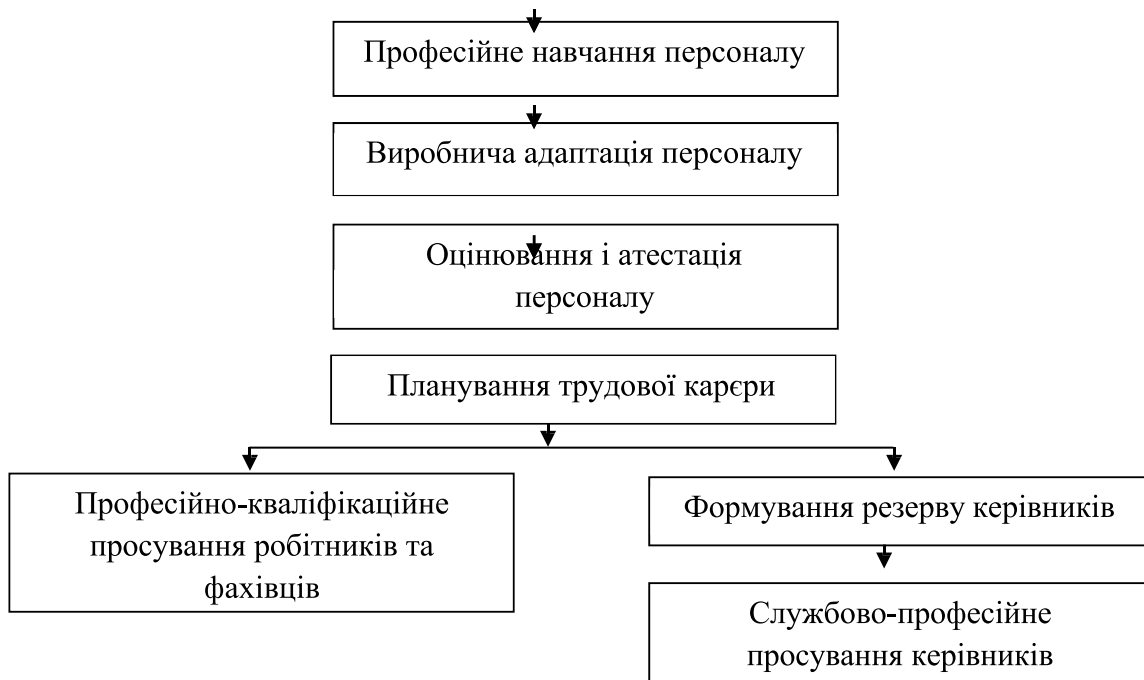 Професійне навчання персоналу
Виробнича адаптація персоналу
Оцінювання і атестація
персоналу
Планування трудової карєри
Професійно-кваліфікаційне
просування робітників та
фахівців
Формування резерву керівників
Службово-професійне
просування керівників